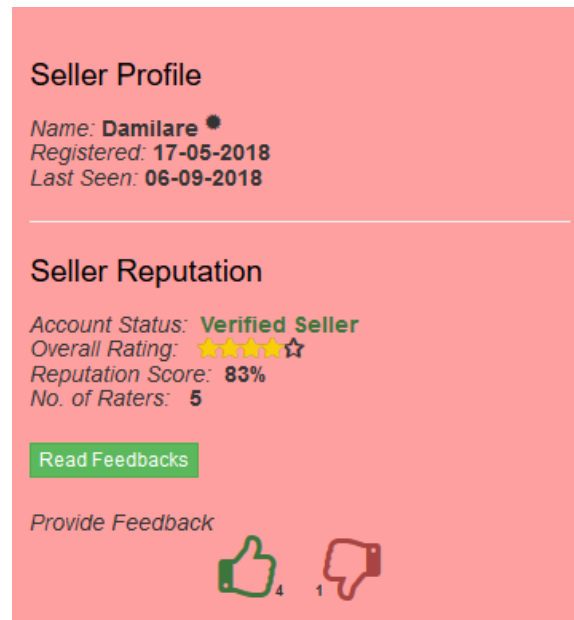 Seller Profile
Name: Damilare
Registered: 17-05-2018
Last Seen: 06-09-2018
Seller Reputation
Account Status: Verified Seller
Overall Rating:
Reputation Score: 83%
No. of Raters: 5
Read Feedbacks
Provide Feedback
4 1